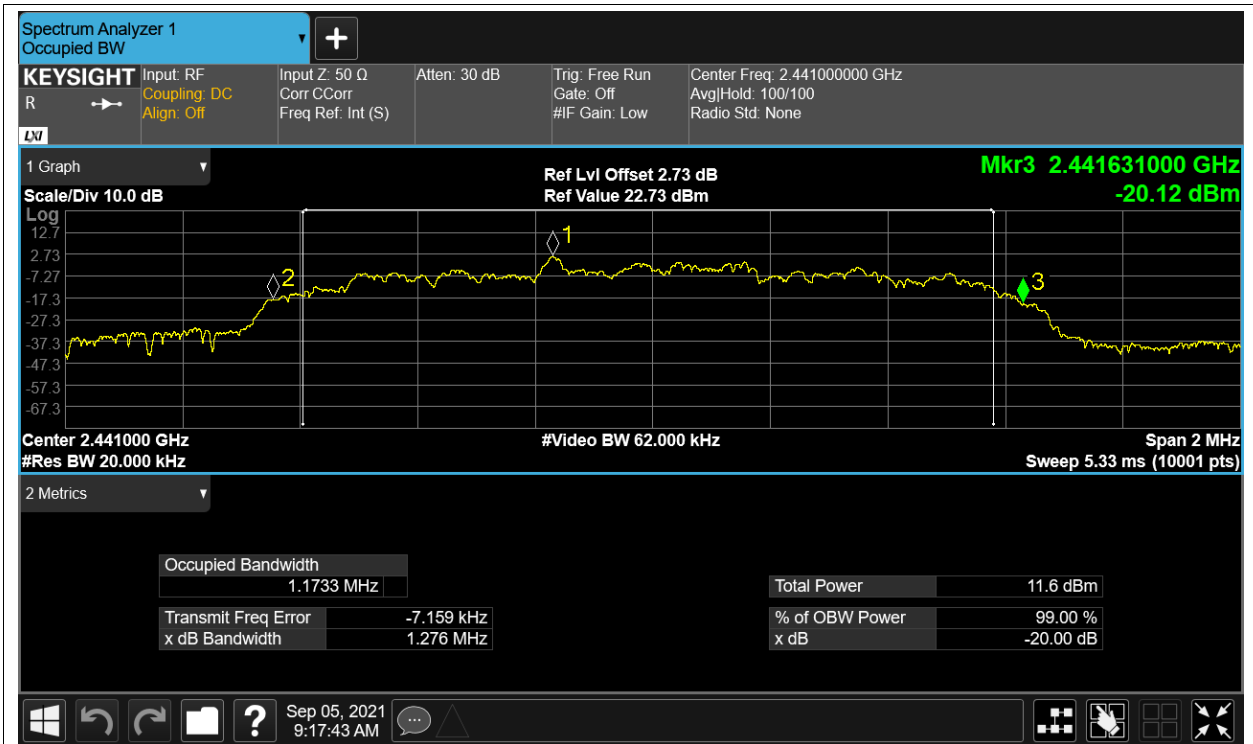 Spectrum Analyzer 1
Occupied BW
KEYSIGHT
R
LXI
Input: RF
Coupling: DC
Align: Off
Input Z: 50 Ω
Corr CCorr
Freq Ref: Int (S)
Atten: 30 dB
Trig: Free Run
Gate: Off
#IF Gain: Low
Center Freq: 2.441000000 GHz
Avg|Hold: 100/100
Radio Std: None
1 Graph
Scale/Div 10.0 dB
Ref Lvl Offset 2.73 dB
Ref Value 22.73 dBm
Mkr3 2.441631000 GHz
-20.12 dBm
Log
12.7
2.73
-7.27
-17.3
-27.3
-37.3
-47.3
-57.3
-67.3
1
2
3
Center 2.441000 GHz
#Res BW 20.000 kHz
#Video BW 62.000 kHz
Span 2 MHz
Sweep 5.33 ms (10001 pts)
2 Metrics
Occupied Bandwidth
1.1733 MHz
Transmit Freq Error -7.159 kHz
x dB Bandwidth 1.276 MHz
Total Power 11.6 dBm
% of OBW Power 99.00 %
x dB -20.00 dB
?
Sep 05, 2021
9:17:43 AM